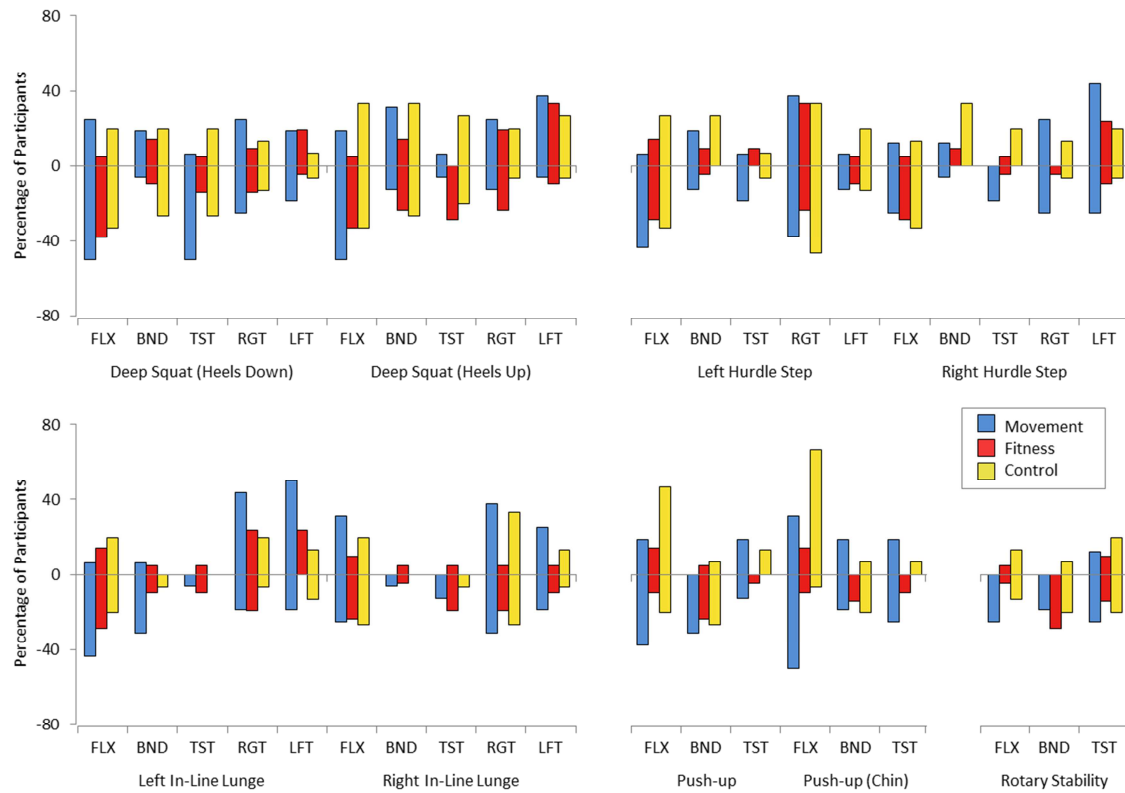 80
40
0
-40
-80
Percentage of Participants
FLX BND TST RGT LFT FLX BND TST RGT LFT
Deep Squat (Heels Down) Deep Squat (Heels Up)
FLX BND TST RGT LFT FLX BND TST RGT LFT
Left Hurdle Step Right Hurdle Step
80
40
0
-40
-80
Percentage of Participants
FLX BND TST RGT LFT FLX BND TST RGT LFT
Left In-Line Lunge Right In-Line Lunge
FLX BND TST FLX BND TST
Push-up Push-up (Chin)
Movement
Fitness
Control
FLX BND TST
Rotary Stability